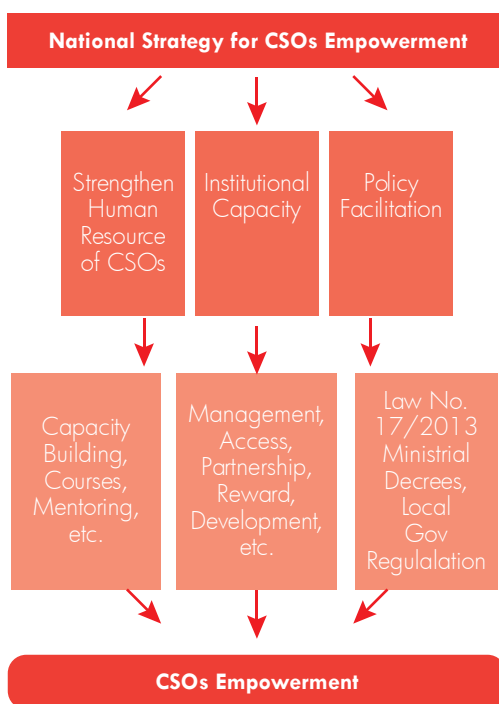 National Strategy for CSOs Empowerment
Strengthen
Human
Resource
of CSOs
Institutional
Capacity
Policy
Facilitation
Capacity
Building,
Courses,
Mentoring,
etc.
Management,
Access,
Partnership,
Reward,
Development,
etc.
Law No.
17/2013
Ministrial
Decrees,
Local
Gov
Regulalation
CSOs Empowerment